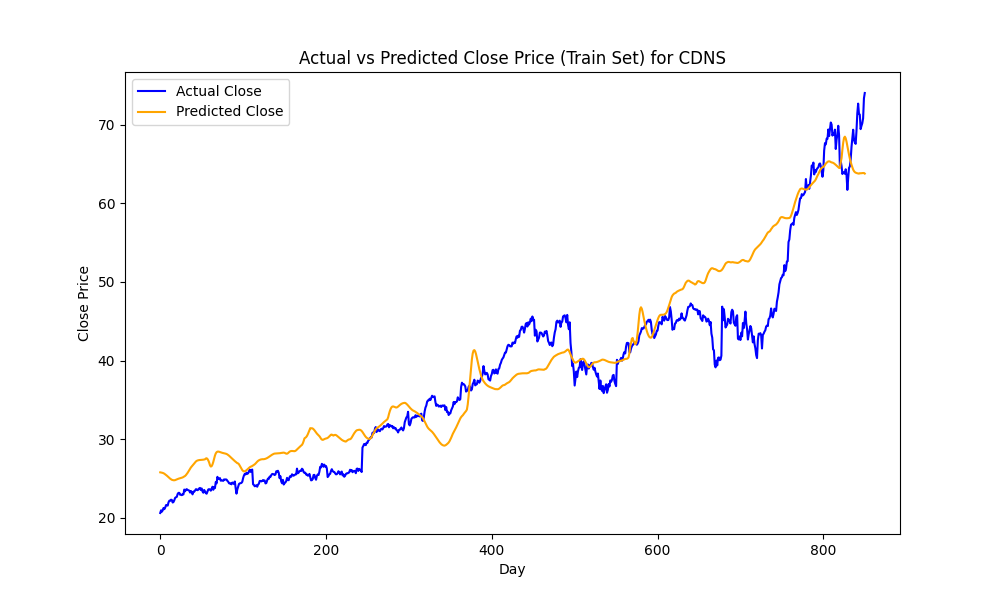 Actual vs Predicted Close Price (Train Set) for CDNS
Actual Close
Predicted Close
Close Price
70
60
50
40
30
20
0 200 400 600 800
Day